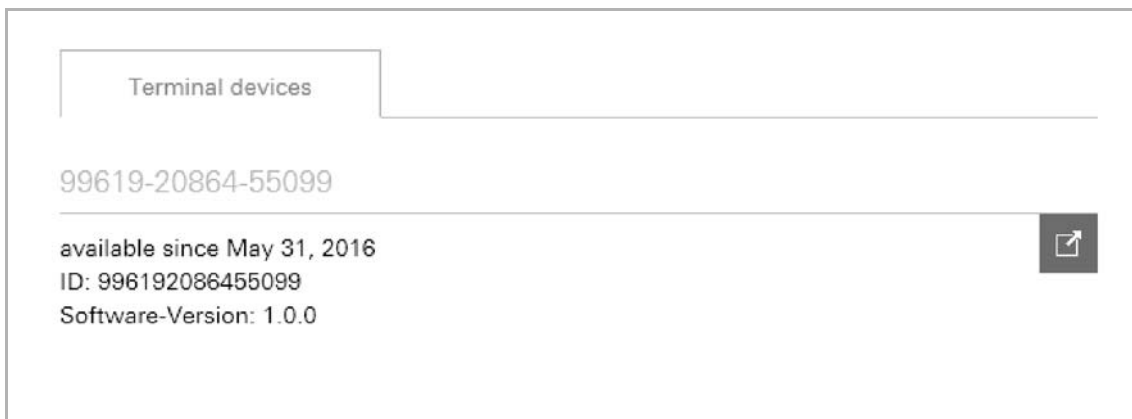 Terminal devices
99619-20864-55099
available since May 31, 2016
ID: 996192086455099
Software-Version: 1.0.0